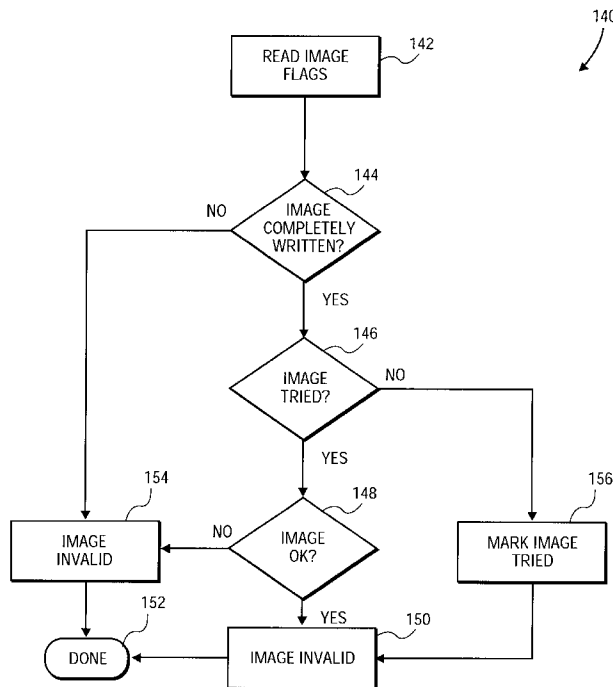 140
READ IMAGE
FLAGS
142
144
NO
IMAGE
COMPLETELY
WRITTEN?
YES
146
IMAGE
TRIED?
NO
YES
154
148
156
IMAGE
INVALID
NO
IMAGE
OK?
MARK IMAGE
TRIED
152
YES
150
DONE
IMAGE INVALID